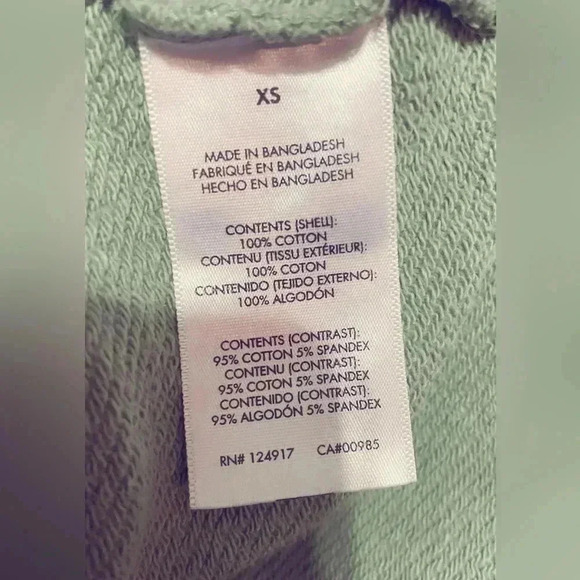 XS
MADE IN BANGLADESH
FABRIQUÉ EN BANGLADESH
HECHO EN BANGLADESH
CONTENTS (SHELL):
100% COTTON
CONTENU (TISSU EXTÉRIEUR):
100% COTON
CONTENIDO (TEJIDO EXTERNO):
100% ALGODÓN
CONTENTS (CONTRAST):
95% COTTON 5% SPANDEX
CONTENU (CONTRAST):
95% COTON 5% SPANDEX
CONTENIDO (CONTRAST):
95% ALGODÓN 5% SPANDEX
RN# 124917 CA#00985